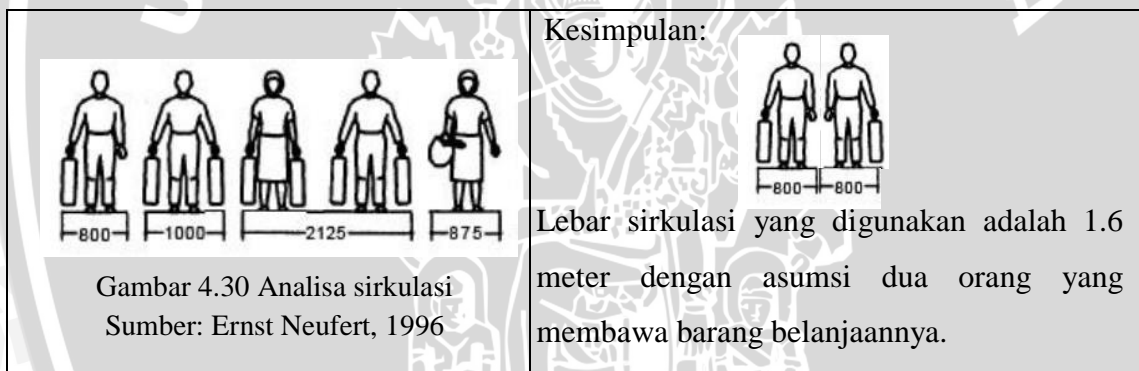 800
1000
2125
875
Gambar 4.30 Analisa sirkulasi
Sumber: Ernst Neufert, 1996
Kesimpulan:
800
800
Lebar sirkulasi yang digunakan adalah 1.6
meter dengan asumsi dua orang yang
membawa barang belanjaannya.